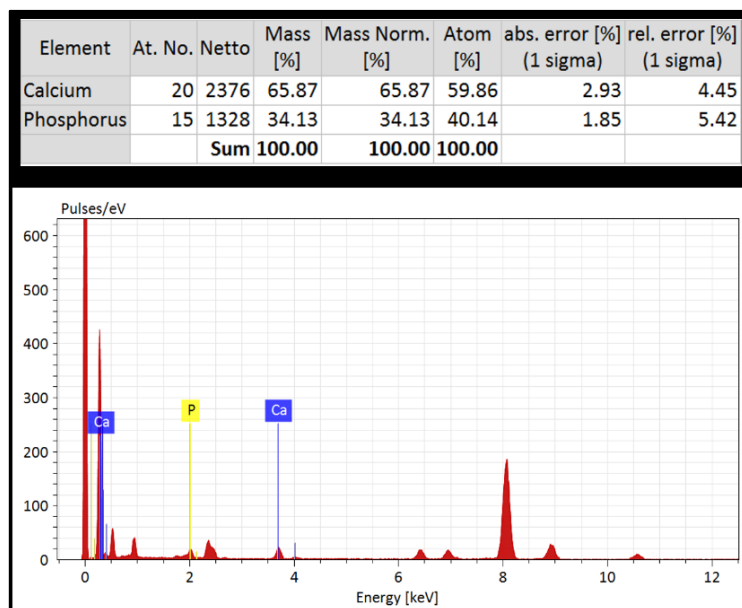 Element At. No. Netto Mass [%] Mass Norm. [%] Atom [%] abs. error [%] (1 sigma) rel. error [%] (1 sigma)
Calcium 20 2376 65.87 65.87 59.86 2.93 4.45
Phosphorus 15 1328 34.13 34.13 40.14 1.85 5.42
Sum 100.00 100.00 100.00
Pulses/eV
600
500
400
300
Ca P Ca
200
100
0
0 2 4 6 8 10 12
Energy [keV]